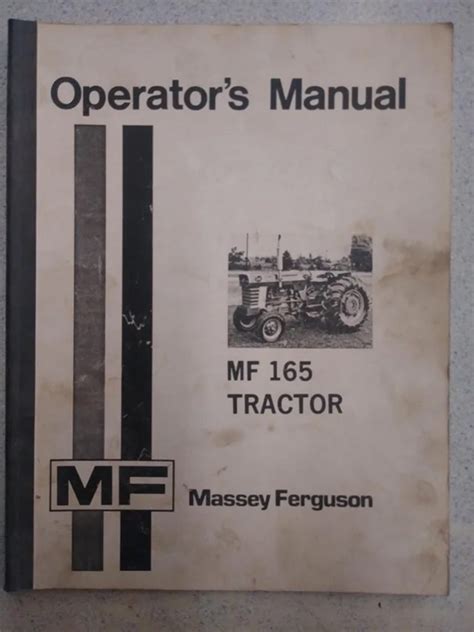 Operator's Manual
MF 165
TRACTOR
MF
Massey Ferguson